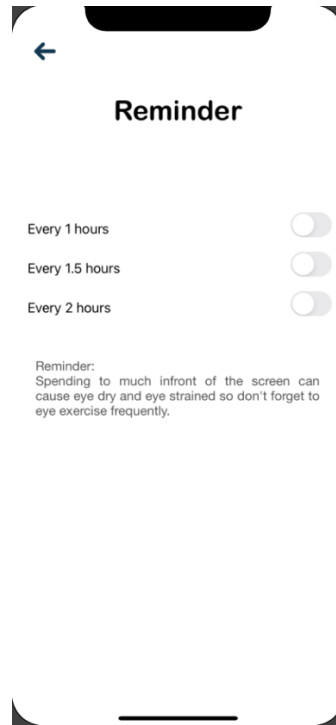 Reminder
Every 1 hours
Every 1.5 hours
Every 2 hours
Reminder:
Spending to much infront of the screen can
cause eye dry and eye strained so don't forget to
eye exercise frequently.